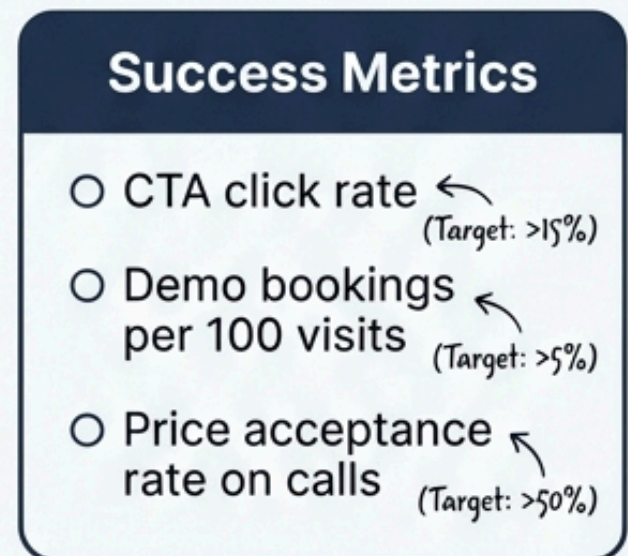 Success Metrics
CTA click rate
(Target: >15%)
Demo bookings
per 100 visits
(Target: >5%)
Price acceptance
rate on calls
(Target: >50%)